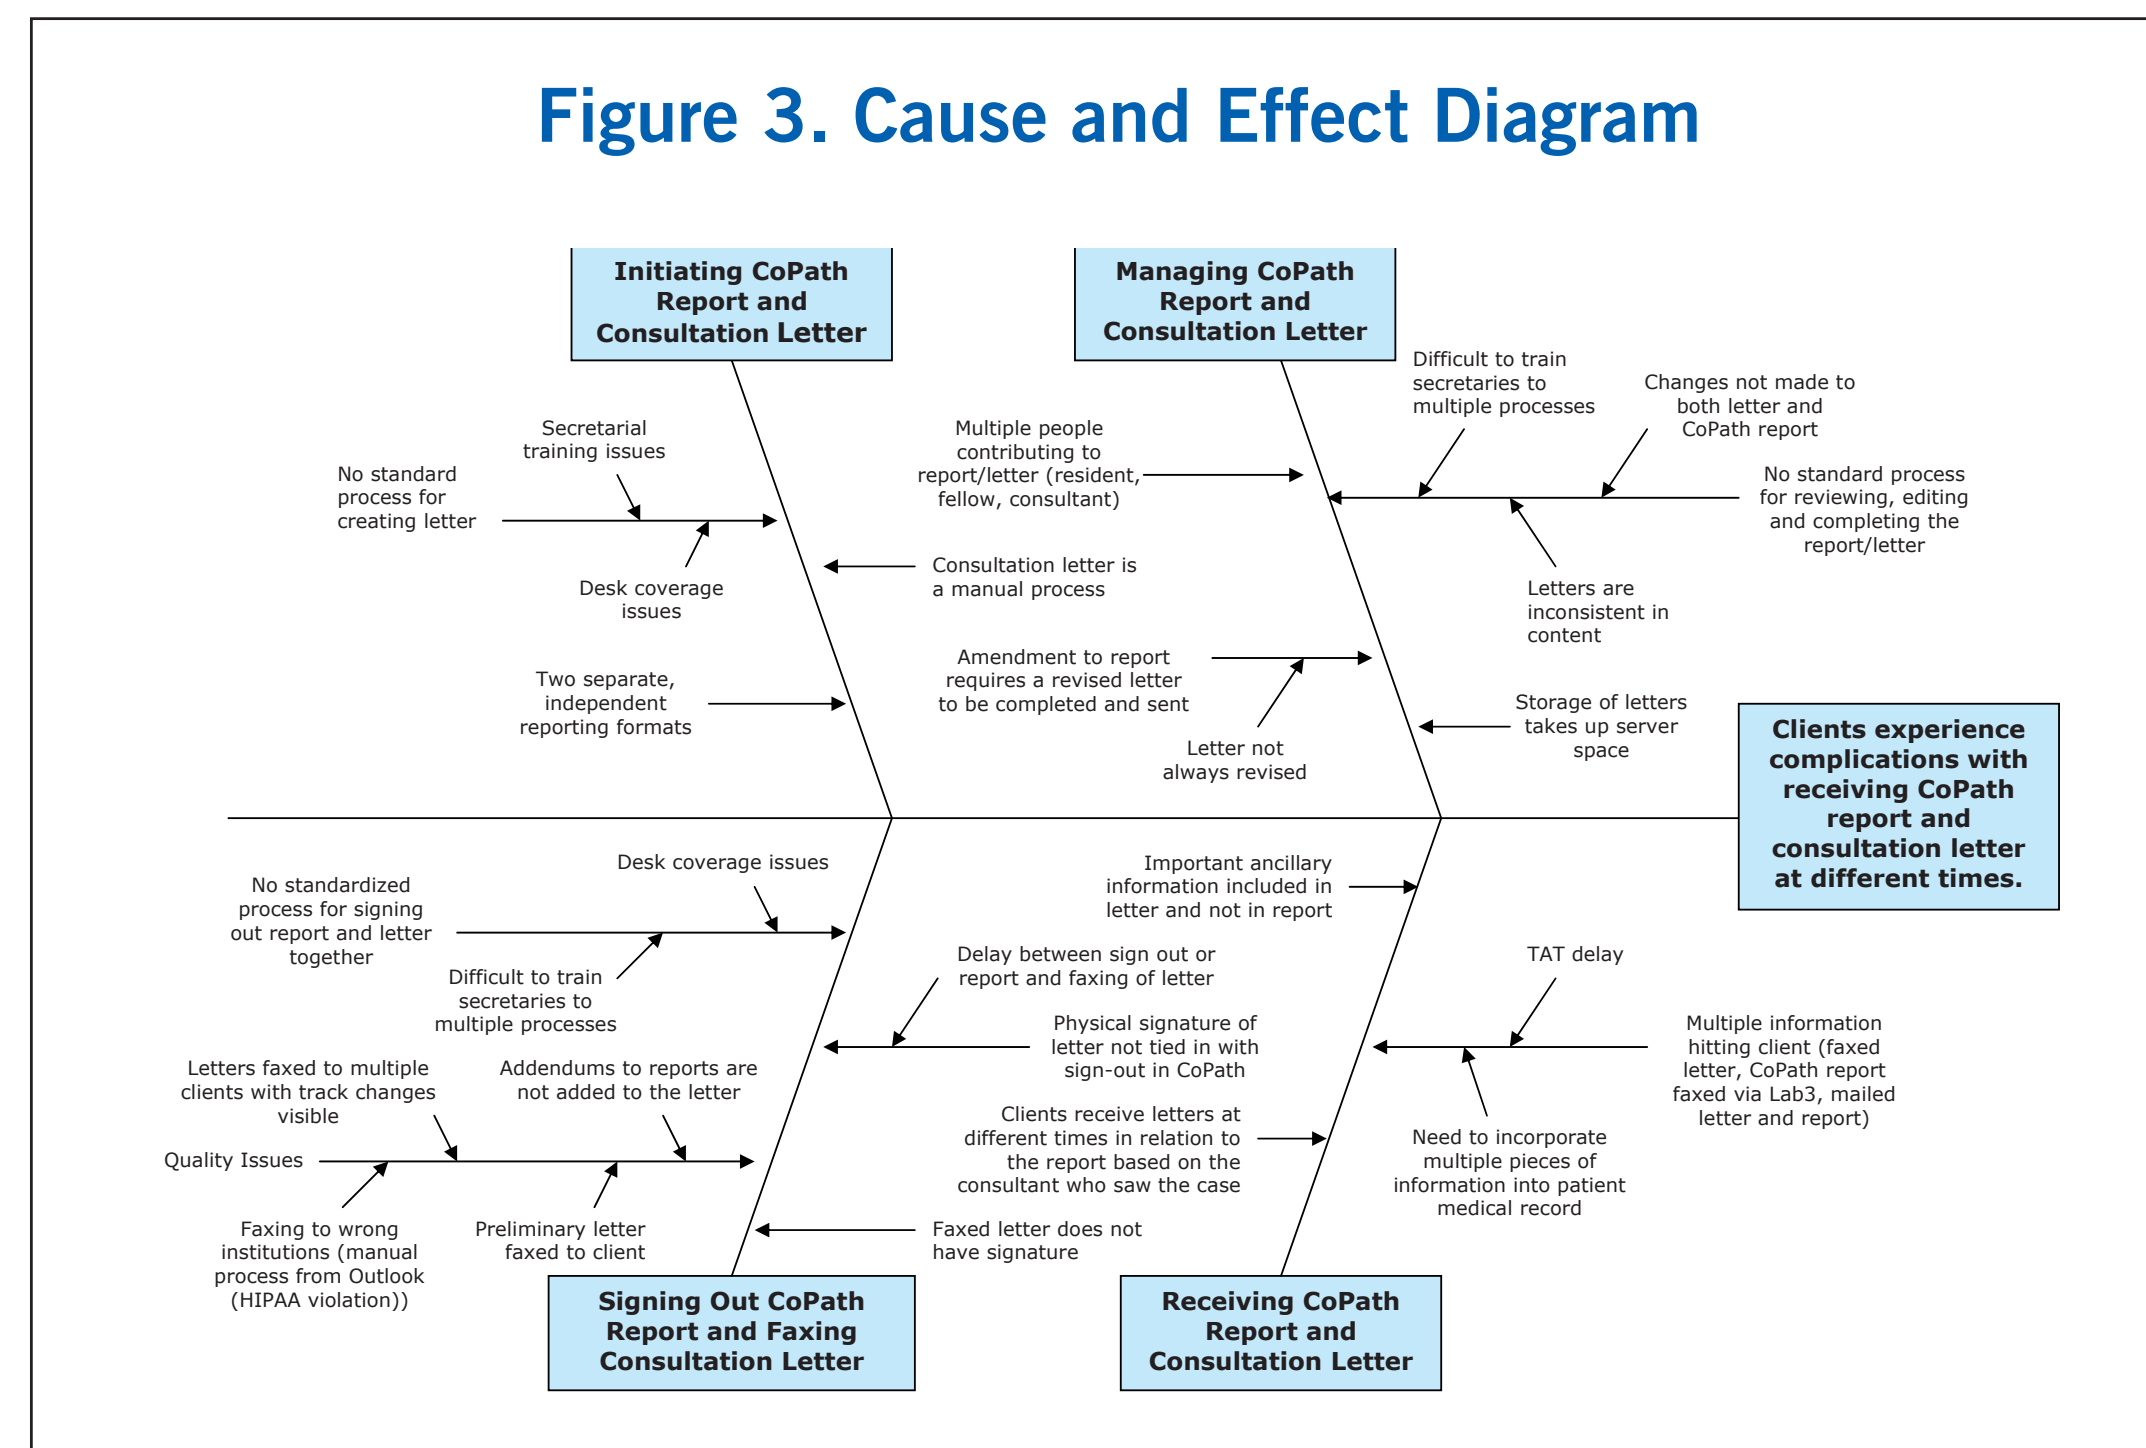 Figure 3. Cause and Effect Diagram
Initiating CoPath
Report and
Consultation Letter
Managing CoPath
Report and
Consultation Letter
Secretarial
training issues
No standard
process for
creating letter
Desk coverage
issues
Consultation letter is
a manual process
Two separate,
independent
reporting formats
Multiple people
contributing to
report/letter (resident,
fellow, consultant)
Difficult to train
secretaries to
multiple processes
Changes not made to
both letter and
CoPath report
No standard process
for reviewing, editing
and completing the
report/letter
Letters are
inconsistent in
content
Amendment to report
requires a revised letter
to be completed and sent
Letter not
always revised
Storage of letters
takes up server
space
Clients experience
complications with
receiving CoPath
report and
consultation letter
at different times.
Desk coverage issues
No standardized
process for signing
out report and letter
together
Difficult to train
secretaries to
multiple processes
Delay between sign out or
report and faxing of letter
Physical signature of
letter not tied in with
sign-out in CoPath
Letters faxed to multiple
clients with track changes
visible
Addendums to reports are
not added to the letter
Quality Issues
Faxing to wrong
institutions (manual
process from Outlook
(HIPAA violation))
Preliminary letter
faxed to client
Faxed letter does not
have signature
Important ancillary
information included in
letter and not in report
TAT delay
Multiple information
hitting client (faxed
letter, CoPath report
faxed via Lab3, mailed
letter and report)
Clients receive letters at
different times in relation to
the report based on the
consultant who saw the case
Need to incorporate
multiple pieces of
information into patient
medical record
Signing Out CoPath
Report and Faxing
Consultation Letter
Receiving CoPath
Report and
Consultation Letter